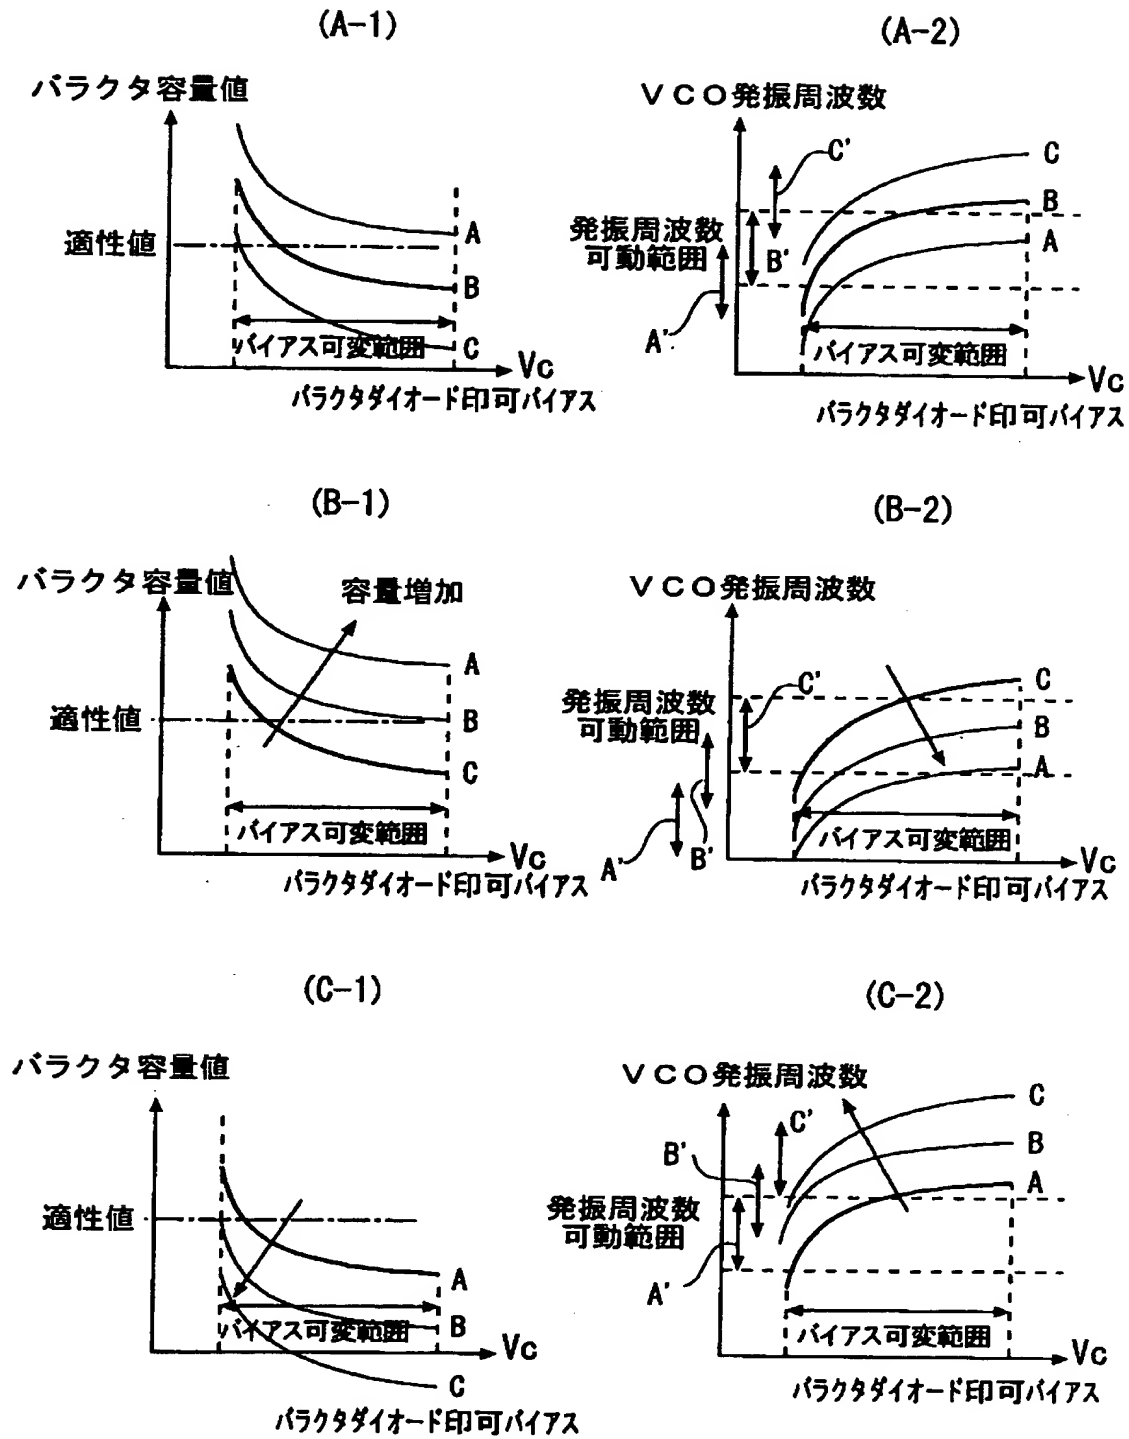 (A-1)
バラクタ容量値
適性値
A
B
C
バイアス可変範囲
Vc
バラクタダイオード印可バイアス
(A-2)
VCO発振周波数
C'
C
B
A
発振周波数
可動範囲
B'
A'
バイアス可変範囲
Vc
バラクタダイオード印可バイアス
(B-1)
バラクタ容量値
容量増加
適性値
A
B
C
バイアス可変範囲
Vc
バラクタダイオード印可バイアス
(B-2)
VCO発振周波数
C'
C
B
A
発振周波数
可動範囲
A'
B'
バイアス可変範囲
Vc
バラクタダイオード印可バイアス
(C-1)
バラクタ容量値
適性値
A
B
C
バイアス可変範囲
Vc
バラクタダイオード印可バイアス
(C-2)
VCO発振周波数
C'
B'
C
B
A
発振周波数
可動範囲
A'
バイアス可変範囲
Vc
バラクタダイオード印可バイアス